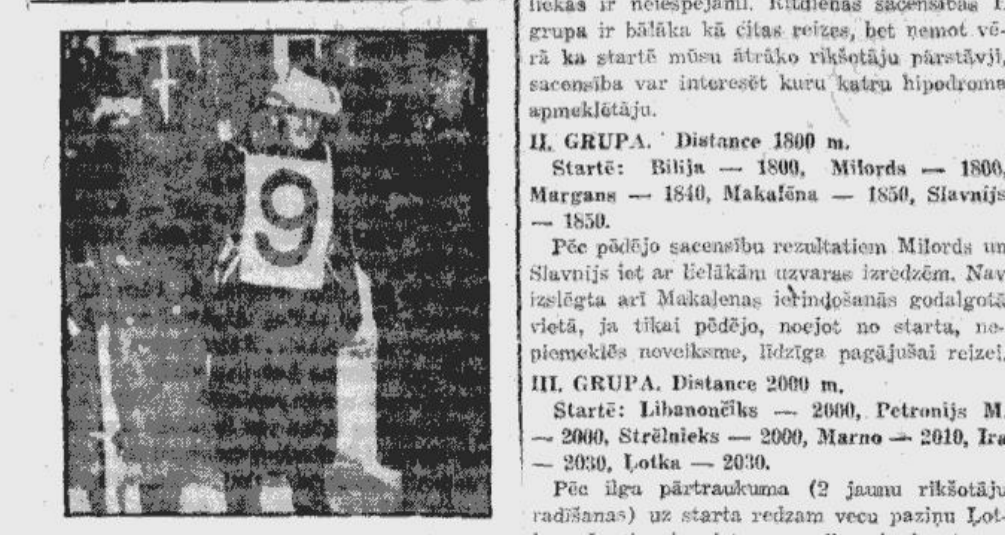 9
liekas ir neiespējami. Rītdienas sacensības I.
grupa ir bālāka kā citas reizes, bet ņemot vē-
rā ka startē mūsu ātrāko rikšotāju pārstāvji,
sacensība var interesēt kuru katru hipodroma
apmeklētāju.
II. GRUPA. Distance 1800 m.
Startē: Bilija — 1800, Milords — 1800,
Margans — 1840, Makalēna — 1850, Slavnijs
— 1850.
Pēc pēdējo sacensību rezultatiem Milords un
Slavnijs iet ar lielākām uzvaras izredzēm. Nav
izslēgta arī Makalenas ierindošanās godalgotā
vietā, ja tikai pēdējo, noejot no starta, ne-
piemeklēs neveiksme, līdzīga pagājušai reizei.
III. GRUPA. Distance 2000 m.
Startē: Libanončiks — 2000, Petronijs M.
— 2000, Strēlnieks — 2000, Marno — 2010, Ira
— 2030, Ļotka — 2030.
Pēc ilga pārtraukuma (2 jaunu rikšotāju
radīšanas) uz starta redzam vecu paziņu Ļot-